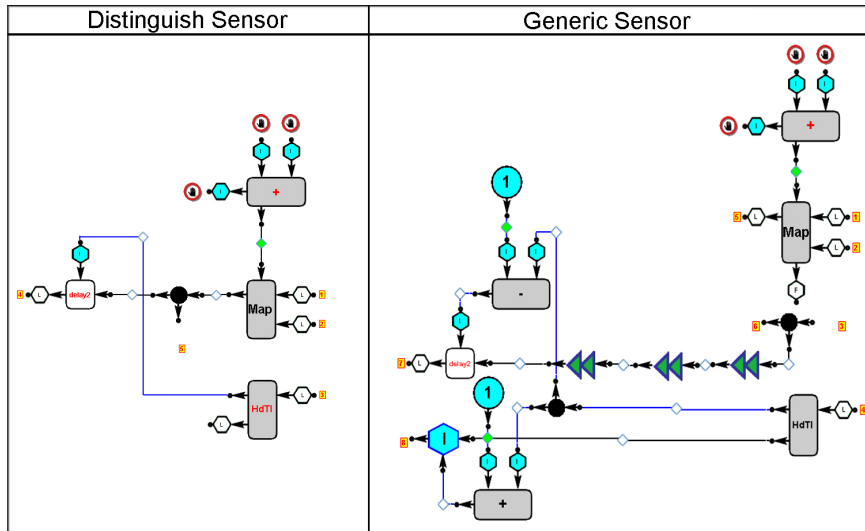 Distinguish Sensor
Generic Sensor
I
I
I
+
I
delay2
L
4
Map
L
1
L
2
5
HdTl
L
3
L
I
I
I
+
1
I
I
-
I
Map
L
5
L
1
L
2
F
6
3
delay2
L
7
1
I
8
I
I
+
HdTl
L
4